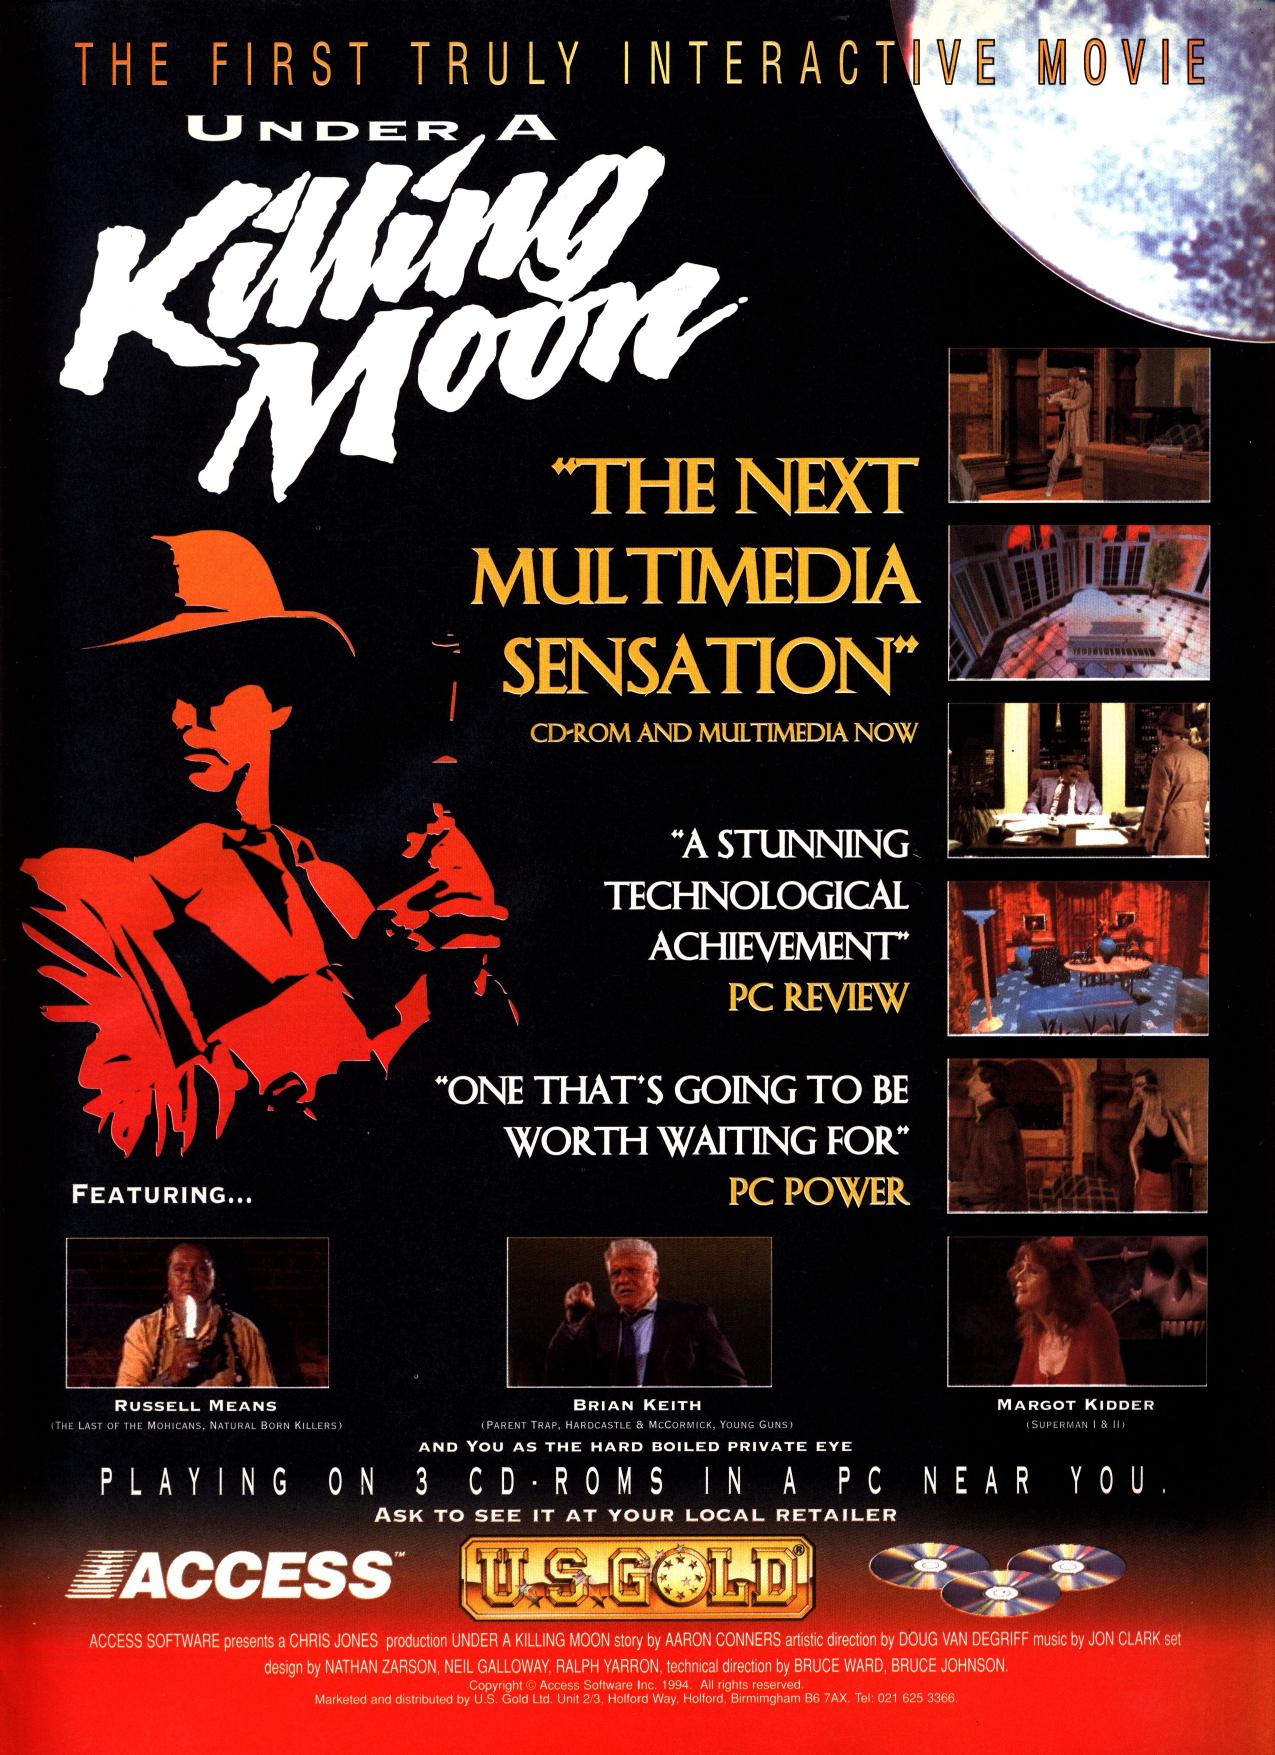 THE FIRST TRULY INTERACTIVE MOVIE
UNDER A
Killing
Moon
"THE NEXT
MULTIMEDIA
SENSATION"
CD-ROM AND MULTIMEDIA NOW
"A STUNNING
TECHNOLOGICAL
ACHIEVEMENT"
PC REVIEW
"ONE THAT'S GOING TO BE
WORTH WAITING FOR"
PC POWER
FEATURING...
RUSSELL MEANS
(THE LAST OF THE MOHICANS, NATURAL BORN KILLERS)
BRIAN KEITH
(PARENT TRAP, HARDCASTLE & MCCORMICK, YOUNG GUNS)
MARGOT KIDDER
(SUPERMAN I & II)
AND YOU AS THE HARD BOILED PRIVATE EYE
PLAYING ON 3 CD-ROMS IN A PC NEAR YOU.
ASK TO SEE IT AT YOUR LOCAL RETAILER
ACCESS™
U.S. GOLD®
ACCESS SOFTWARE presents a CHRIS JONES production UNDER A KILLING MOON story by AARON CONNERS artistic direction by DOUG VAN DEGRIFF music by JON CLARK set
design by NATHAN ZARSON, NEIL GALLOWAY, RALPH YARRON, technical direction by BRUCE WARD, BRUCE JOHNSON.
Copyright © Access Software Inc. 1994. All rights reserved.
Marketed and distributed by U.S. Gold Ltd. Unit 2/3, Holford Way, Holford, Birmimgham B6 7AX. Tel: 021 625 3366.